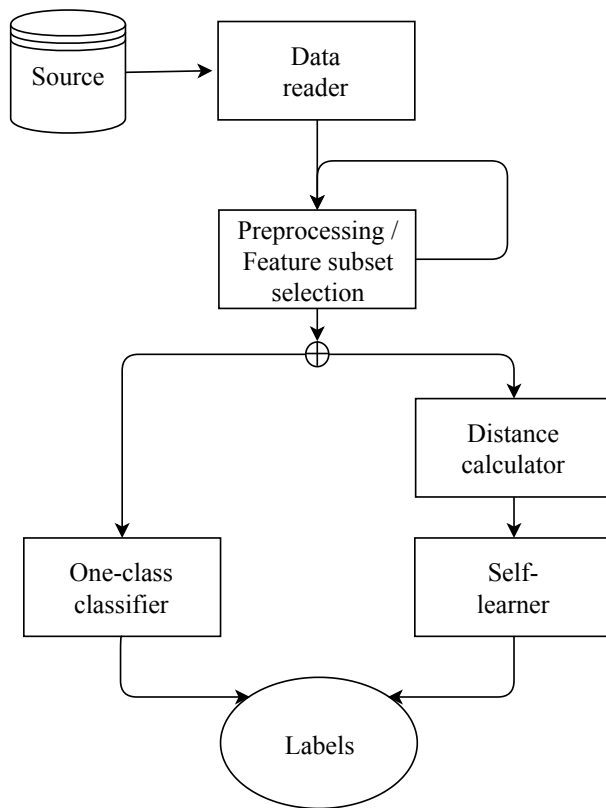 Source
Data
reader
Preprocessing /
Feature subset
selection
Distance
calculator
One-class
classifier
Self-
learner
Labels